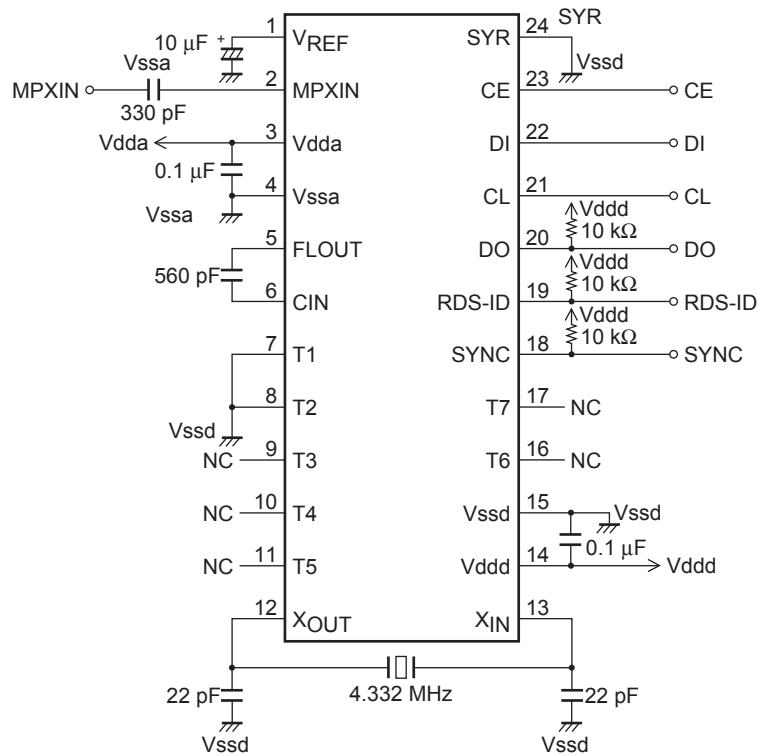 SYR
1
24
10 μF +
VREF
SYR
Vssa
Vssd
2
23
MPXIN
MPXIN
CE
CE
330 pF
3
22
Vdda
Vdda
DI
DI
0.1 μF
4
21
Vssa
CL
CL
Vssa
Vddd
10 kΩ
5
20
FLOUT
DO
DO
560 pF
Vddd
10 kΩ
6
19
CIN
RDS-ID
RDS-ID
Vddd
10 kΩ
7
18
T1
SYNC
SYNC
8
17
T2
T7
NC
Vssd
9
16
NC
T3
T6
NC
10
15
NC
T4
Vssd
Vssd
0.1 μF
11
14
NC
T5
Vddd
Vddd
12
13
XOUT
XIN
22 pF
4.332 MHz
22 pF
Vssd
Vssd